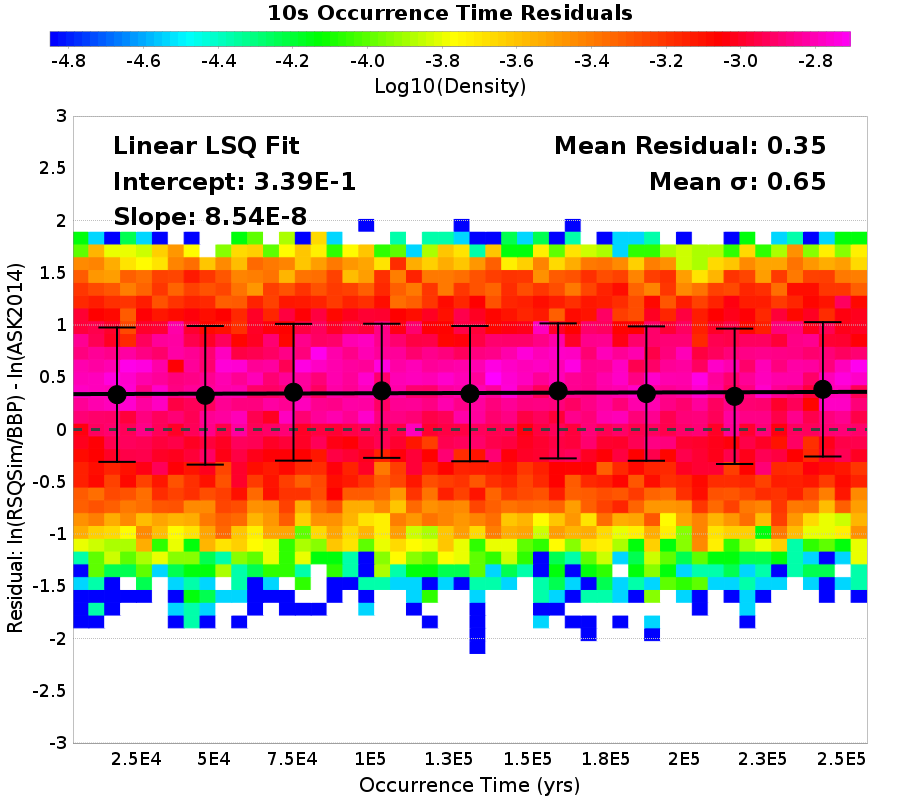 10s Occurrence Time Residuals
-4.8 -4.6 -4.4 -4.2 -4.0 -3.8 -3.6 -3.4 -3.2 -3.0 -2.8
Log10(Density)
Linear LSQ Fit
Intercept: 3.39E-1
Slope: 8.54E-8
Mean Residual: 0.35
Mean σ: 0.65
Residual: ln(RSQSim/BBP) - ln(ASK2014)
3
2.5
2
1.5
1
0.5
0
-0.5
-1
-1.5
-2
-2.5
-3
2.5E4 5E4 7.5E4 1E5 1.3E5 1.5E5 1.8E5 2E5 2.3E5 2.5E5
Occurrence Time (yrs)